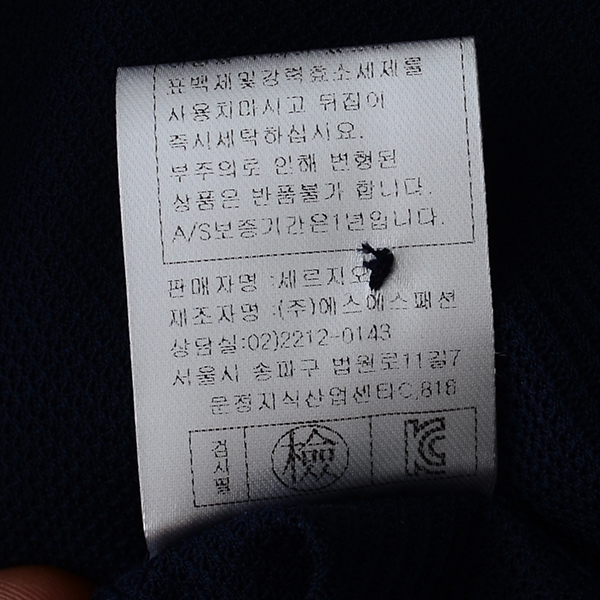 표백제및강력효소세제를
사용치마시고 뒤집어
즉시세탁하십시요.
부주의로 인해 변형된
상품은 반품불가 합니다.
A/S보증기간은1년입니다.
판매자명 :세르지오
제조자명 :(주)에스에스패션
상담실:02)2212-0143
서울시 송파구 법원로11길7
문정지식산업센터C,818
검사필
檢